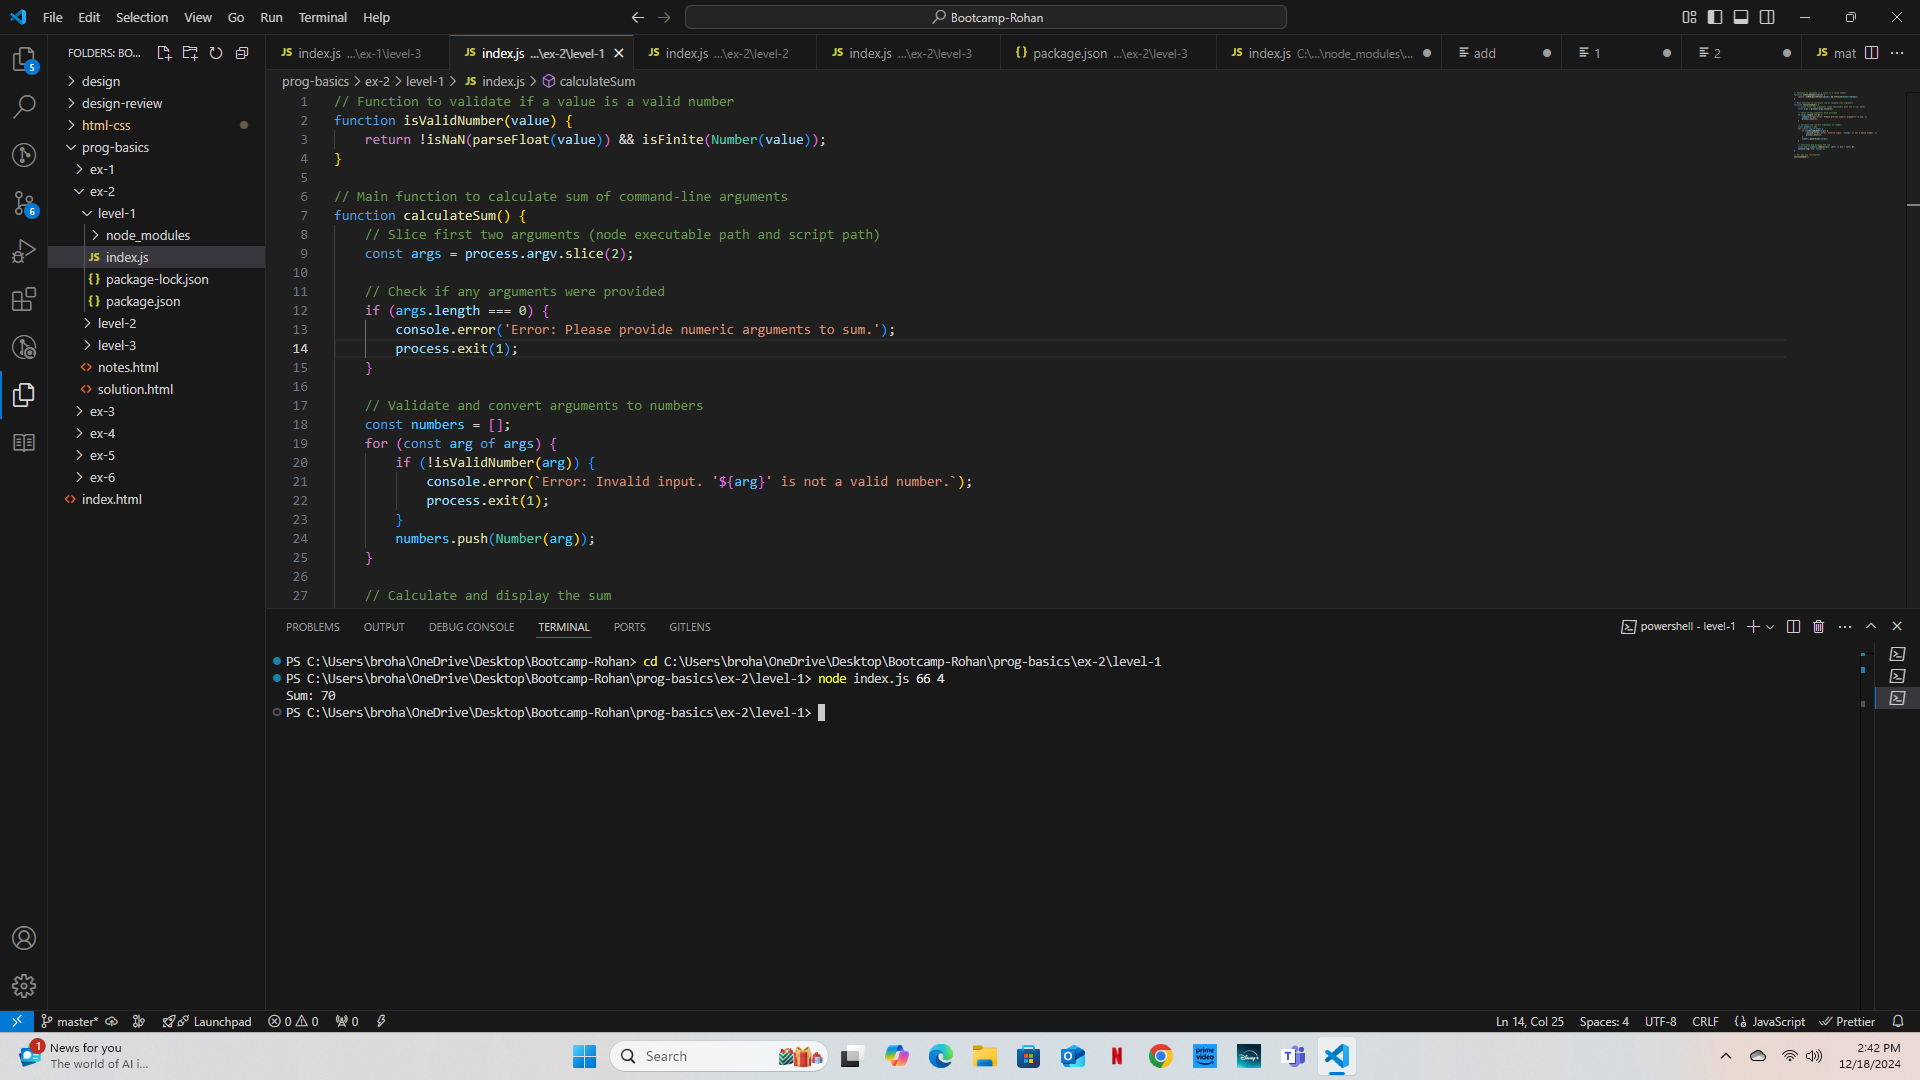 File Edit Selection View Go Run Terminal Help
Bootcamp-Rohan
5
6
FOLDERS: BO...
design
design-review
html-css
prog-basics
ex-1
ex-2
level-1
node_modules
JS index.js
{} package-lock.json
{} package.json
level-2
level-3
<> notes.html
<> solution.html
ex-3
ex-4
ex-5
ex-6
<> index.html
JS index.js ...\ex-1\level-3
JS index.js ...\ex-2\level-1
JS index.js ...\ex-2\level-2
JS index.js ...\ex-2\level-3
{} package.json ...\ex-2\level-3
JS index.js C:\...\node_modules\...
add
1
2
JS mat
prog-basics > ex-2 > level-1 > JS index.js > calculateSum
1 // Function to validate if a value is a valid number
2 function isValidNumber(value) {
3 return !isNaN(parseFloat(value)) && isFinite(Number(value));
4 }
5
6 // Main function to calculate sum of command-line arguments
7 function calculateSum() {
8 // Slice first two arguments (node executable path and script path)
9 const args = process.argv.slice(2);
10
11 // Check if any arguments were provided
12 if (args.length === 0) {
13 console.error('Error: Please provide numeric arguments to sum.');
14 process.exit(1);
15 }
16
17 // Validate and convert arguments to numbers
18 const numbers = [];
19 for (const arg of args) {
20 if (!isValidNumber(arg)) {
21 console.error(`Error: Invalid input. '${arg}' is not a valid number.`);
22 process.exit(1);
23 }
24 numbers.push(Number(arg));
25 }
26
27 // Calculate and display the sum
PROBLEMS OUTPUT DEBUG CONSOLE TERMINAL PORTS GITLENS
powershell - level-1
PS C:\Users\broha\OneDrive\Desktop\Bootcamp-Rohan> cd C:\Users\broha\OneDrive\Desktop\Bootcamp-Rohan\prog-basics\ex-2\level-1
PS C:\Users\broha\OneDrive\Desktop\Bootcamp-Rohan\prog-basics\ex-2\level-1> node index.js 66 4
Sum: 70
PS C:\Users\broha\OneDrive\Desktop\Bootcamp-Rohan\prog-basics\ex-2\level-1>
master* Launchpad 0 0 0
Ln 14, Col 25 Spaces: 4 UTF-8 CRLF {} JavaScript Prettier
1
News for you
The world of AI i...
Search
prime video
Disney+
N
2:42 PM
12/18/2024